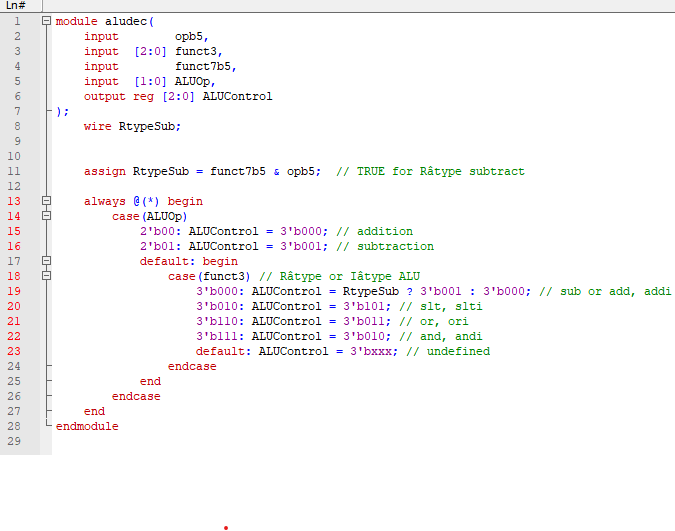 Ln#
1 module aludec(
2 input opb5,
3 input [2:0] funct3,
4 input funct7b5,
5 input [1:0] ALUOp,
6 output reg [2:0] ALUControl
7 );
8 wire RtypeSub;
9
10
11 assign RtypeSub = funct7b5 & opb5; // TRUE for Râtype subtract
12
13 always @(*) begin
14 case(ALUOp)
15 2'b00: ALUControl = 3'b000; // addition
16 2'b01: ALUControl = 3'b001; // subtraction
17 default: begin
18 case(funct3) // Râtype or Iâtype ALU
19 3'b000: ALUControl = RtypeSub ? 3'b001 : 3'b000; // sub or add, addi
20 3'b010: ALUControl = 3'b101; // slt, slti
21 3'b110: ALUControl = 3'b011; // or, ori
22 3'b111: ALUControl = 3'b010; // and, andi
23 default: ALUControl = 3'bxxx; // undefined
24 endcase
25 end
26 endcase
27 end
28 endmodule
29